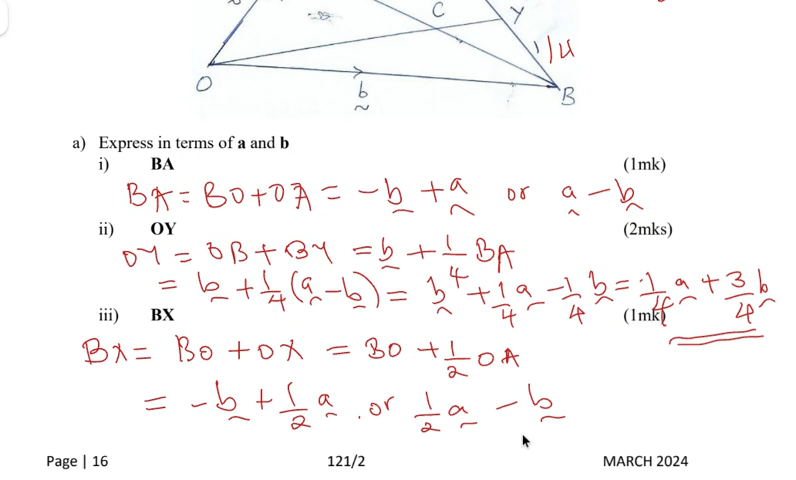 C
Y
1/4
O
b
B
a) Express in terms of a and b
i) BA (1mk)
BA = BO + OA = -b + a or a - b
ii) OY (2mks)
OY = OB + BY = b + 1/4 BA
= b + 1/4 (a - b) = b + 1/4 a - 1/4 b = 1/4 a + 3/4 b
iii) BX (1mk)
BX = BO + OX = BO + 1/2 OA
= -b + 1/2 a . or 1/2 a - b
Page | 16 121/2 MARCH 2024